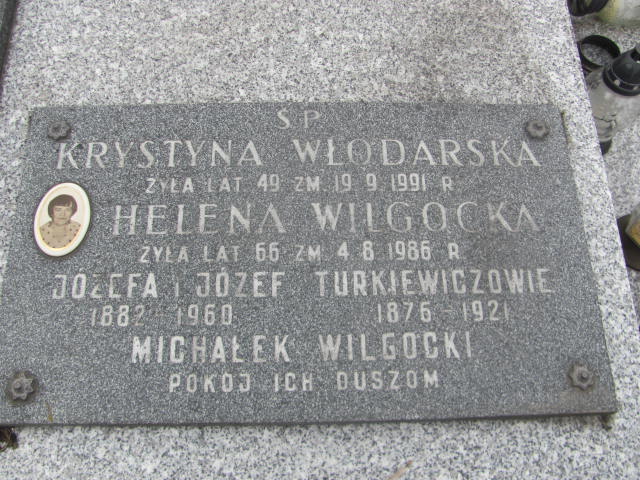 ŚP
KRYSTYNA WŁODARSKA
ŻYŁA LAT 49 ZM. 19.9.1991 R
HELENA WILGOCKA
ŻYŁA LAT 66 ZM. 4.8.1986 R
JÓZEFA i JÓZEF TURKIEWICZOWIE
1882-1960 1876-1921
MICHAŁEK WILGOCKI
POKÓJ ICH DUSZOM